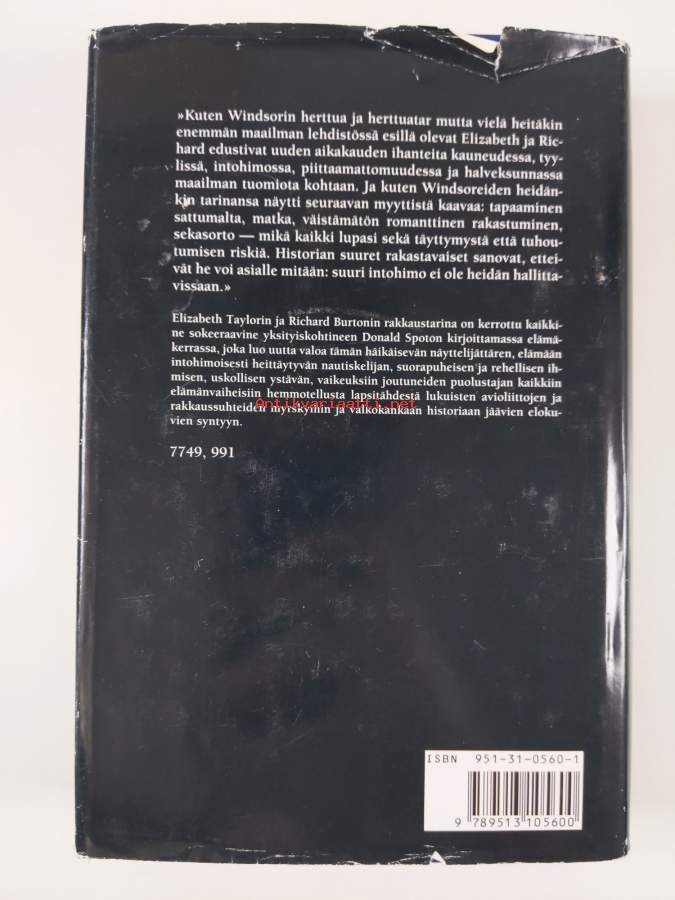 »Kuten Windsorin herttua ja herttuatar mutta vielä heitäkin
enemmän maailman lehdistössä esillä olevat Elizabeth ja Ric-
hard edustivat uuden aikakauden ihanteita kauneudessa, tyy-
lissä, intohimossa, piittaamattomuudessa ja halveksunnassa
maailman tuomiota kohtaan. Ja kuten Windsoreiden heidän-
kin tarinansa näytti seuraavan myyttistä kaavaa: tapaaminen
sattumalta, matka, väistämätön romanttinen rakastuminen,
sekasorto — mikä kaikki lupasi sekä täyttymystä että tuhou-
tumisen riskiä. Historian suuret rakastavaiset sanovat, ettei-
vät he voi asialle mitään: suuri intohimo ei ole heidän hallitta-
vissaan.»
Elizabeth Taylorin ja Richard Burtonin rakkaustarina on kerrottu kaikki-
ne sokeeraavine yksityiskohtineen Donald Spoton kirjoittamassa elämä-
kerrassa, joka luo uutta valoa tämän häikäisevän näyttelijättären, elämään
intohimoisesti heittäytyvän nautiskelijan, suorapuheisen ja rehellisen ih-
misen, uskollisen ystävän, vaikeuksiin joutuneiden puolustajan kaikkiin
elämänvaiheisiin hemmotellusta lapsitähdestä lukuisten avioliittojen ja
Antikvariaatti.net
rakkaussuhteiden myrskyihin ja valkokankaan historiaan jäävien eloku-
vien syntyyn.
7749, 991
ISBN 951-31-0560-1
9 789513 105600